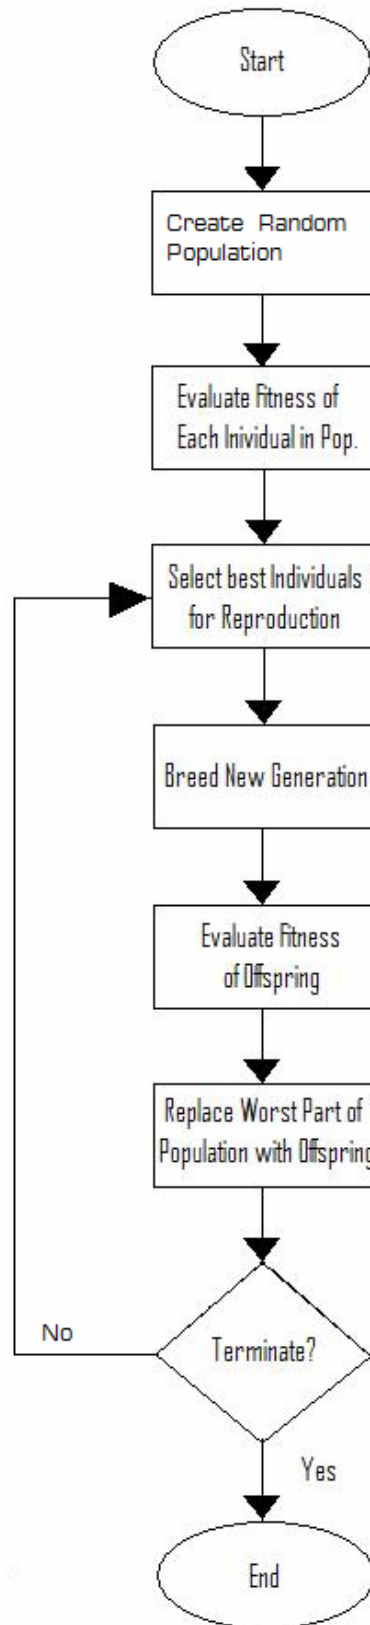 Start
Create Random
Population
Evaluate Fitness of
Each Inividual in Pop.
Select best Individuals
for Reproduction
Breed New Generation
Evaluate Fitness
of Offspring
Replace Worst Part of
Population with Offspring
Terminate?
No
Yes
End